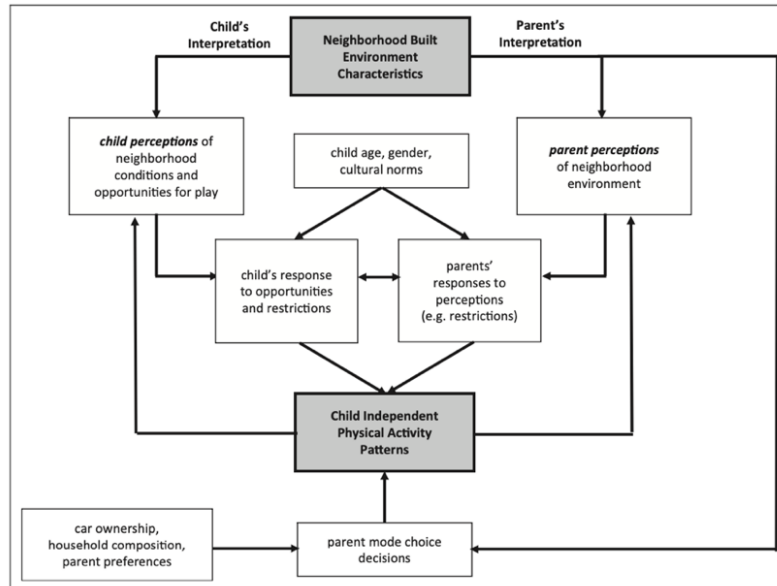 Child's
Interpretation
Neighborhood Built
Environment
Characteristics
Parent's
Interpretation
child perceptions of
neighborhood
conditions and
opportunities for play
child age, gender,
cultural norms
parent perceptions
of neighborhood
environment
child's response
to opportunities
and restrictions
parents'
responses to
perceptions
(e.g. restrictions)
Child Independent
Physical Activity
Patterns
car ownership,
household composition,
parent preferences
parent mode choice
decisions